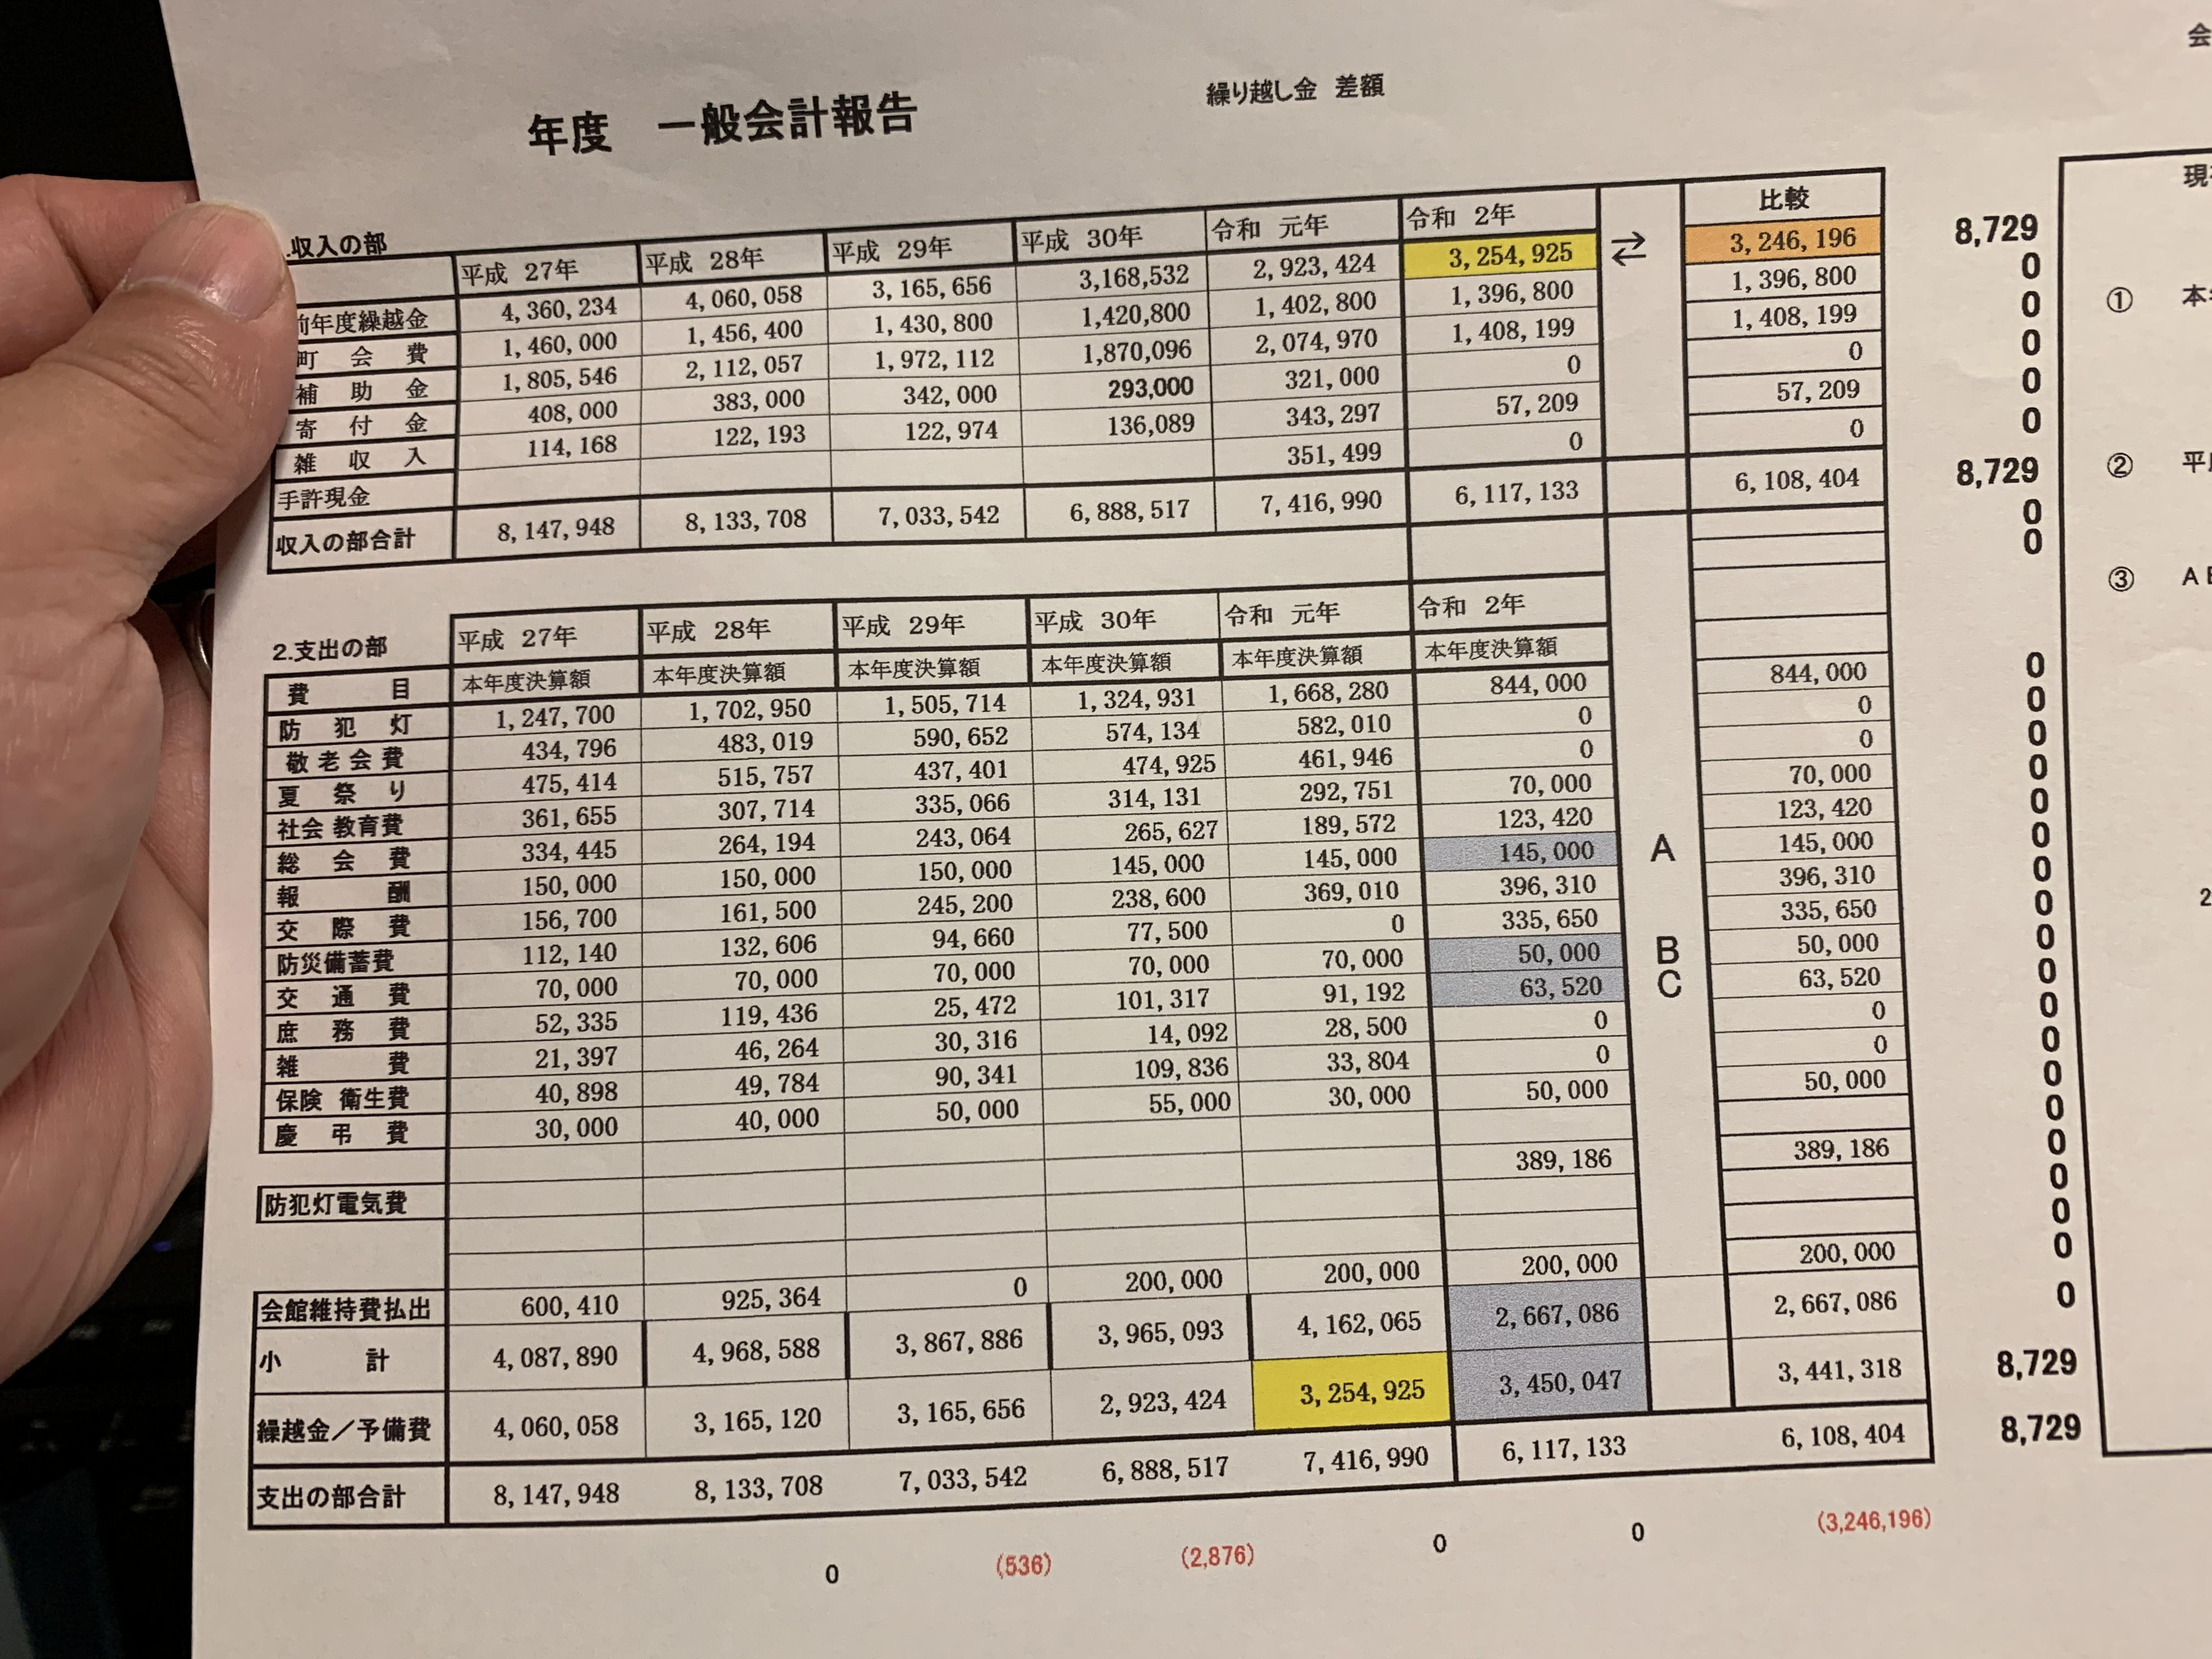 会
年度 一般会計報告 繰り越し金 差額
.収入の部 平成 27年 平成 28年 平成 29年 平成 30年 令和 元年 令和 2年 ⇄ 比較
前年度繰越金 4,360,234 4,060,058 3,165,656 3,168,532 2,923,424 3,254,925 3,246,196 8,729
町会費 1,460,000 1,456,400 1,430,800 1,420,800 1,402,800 1,396,800 1,396,800 0
補助金 1,805,546 2,112,057 1,972,112 1,870,096 2,074,970 1,408,199 1,408,199 0
寄付金 408,000 383,000 342,000 293,000 321,000 0 0 0
雑収入 114,168 122,193 122,974 136,089 343,297 57,209 57,209 0
手許現金 351,499 0 0 0
収入の部合計 8,147,948 8,133,708 7,033,542 6,888,517 7,416,990 6,117,133 6,108,404 8,729
0
0
2.支出の部 平成 27年 平成 28年 平成 29年 平成 30年 令和 元年 令和 2年
費目 本年度決算額 本年度決算額 本年度決算額 本年度決算額 本年度決算額 本年度決算額
防犯灯 1,247,700 1,702,950 1,505,714 1,324,931 1,668,280 844,000 844,000 0
敬老会費 434,796 483,019 590,652 574,134 582,010 0 0 0
夏祭り 475,414 515,757 437,401 474,925 461,946 0 0 0
社会教育費 361,655 307,714 335,066 314,131 292,751 70,000 70,000 0
総会費 334,445 264,194 243,064 265,627 189,572 123,420 123,420 0
報酬 150,000 150,000 150,000 145,000 145,000 145,000 A 145,000 0
交際費 156,700 161,500 245,200 238,600 369,010 396,310 396,310 0
防災備蓄費 112,140 132,606 94,660 77,500 0 335,650 335,650 0
交通費 70,000 70,000 70,000 70,000 70,000 50,000 B 50,000 0
庶務費 52,335 119,436 25,472 101,317 91,192 63,520 C 63,520 0
雑費 21,397 46,264 30,316 14,092 28,500 0 0 0
保険 衛生費 40,898 49,784 90,341 109,836 33,804 0 0 0
慶弔費 30,000 40,000 50,000 55,000 30,000 50,000 50,000 0
0
防犯灯電気費 389,186 389,186 0
0
0
会館維持費払出 600,410 925,364 0 200,000 200,000 200,000 200,000 0
小計 4,087,890 4,968,588 3,867,886 3,965,093 4,162,065 2,667,086 2,667,086 0
繰越金/予備費 4,060,058 3,165,120 3,165,656 2,923,424 3,254,925 3,450,047 3,441,318 8,729
支出の部合計 8,147,948 8,133,708 7,033,542 6,888,517 7,416,990 6,117,133 6,108,404 8,729
0 (536) (2,876) 0 0 (3,246,196)
現
① 本
② 平
③ A
2